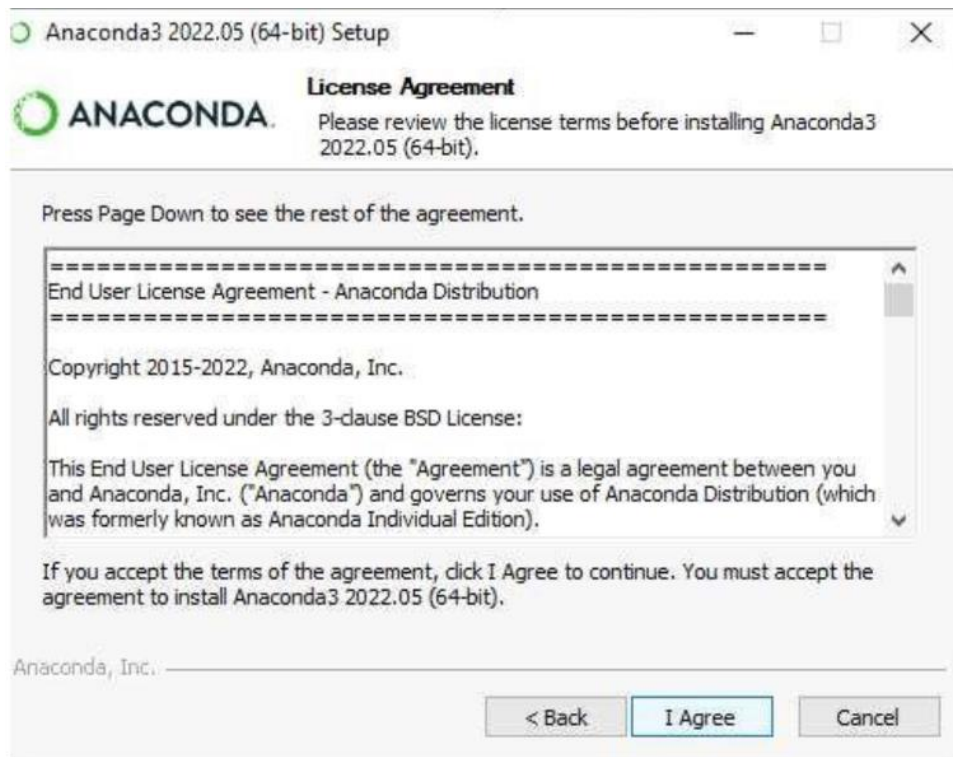 Anaconda3 2022.05 (64-bit) Setup
ANACONDA.
License Agreement
Please review the license terms before installing Anaconda3
2022.05 (64-bit).
Press Page Down to see the rest of the agreement.
====================================================
End User License Agreement - Anaconda Distribution
====================================================
Copyright 2015-2022, Anaconda, Inc.
All rights reserved under the 3-clause BSD License:
This End User License Agreement (the "Agreement") is a legal agreement between you
and Anaconda, Inc. ("Anaconda") and governs your use of Anaconda Distribution (which
was formerly known as Anaconda Individual Edition).
If you accept the terms of the agreement, click I Agree to continue. You must accept the
agreement to install Anaconda3 2022.05 (64-bit).
Anaconda, Inc.
< Back
I Agree
Cancel